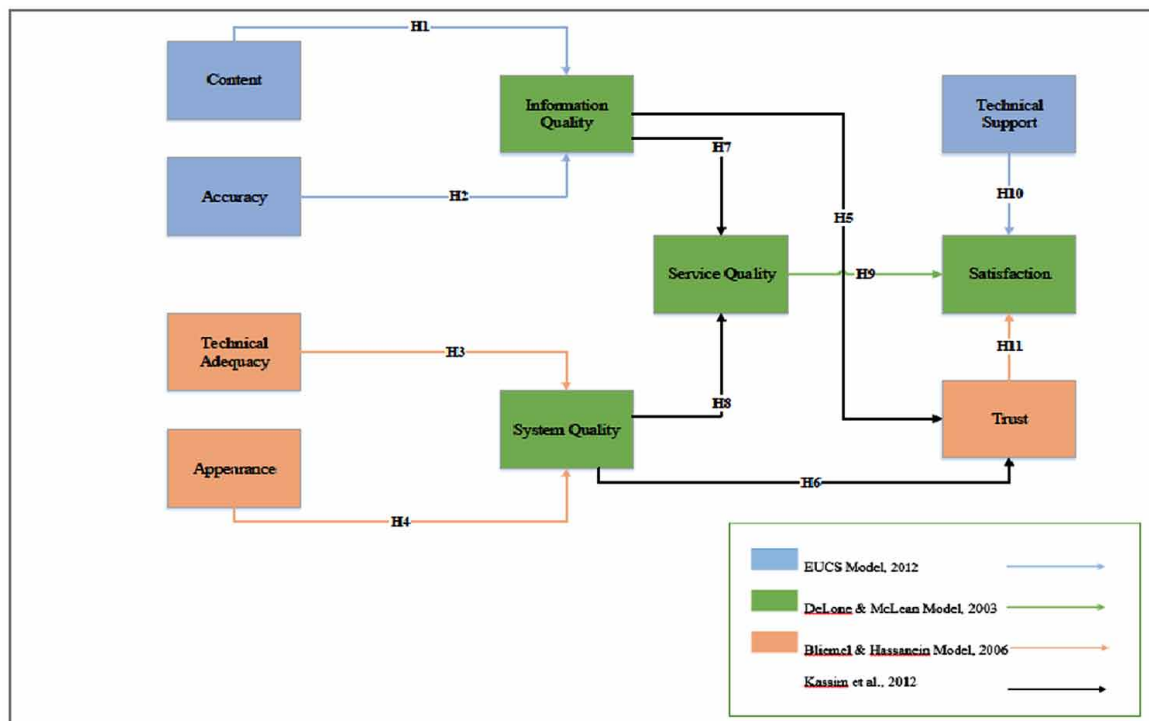 H1
Content
Information
Quality
Technical
Support
H7
Accuracy
H2
H10
H5
Service Quality
H9
Satisfaction
Technical
Adequacy
H3
H11
H8
System Quality
Trust
Appearance
H6
H4
EUCS Model, 2012
DeLone & McLean Model, 2003
Bliemel & Hassanein Model, 2006
Kassim et al., 2012